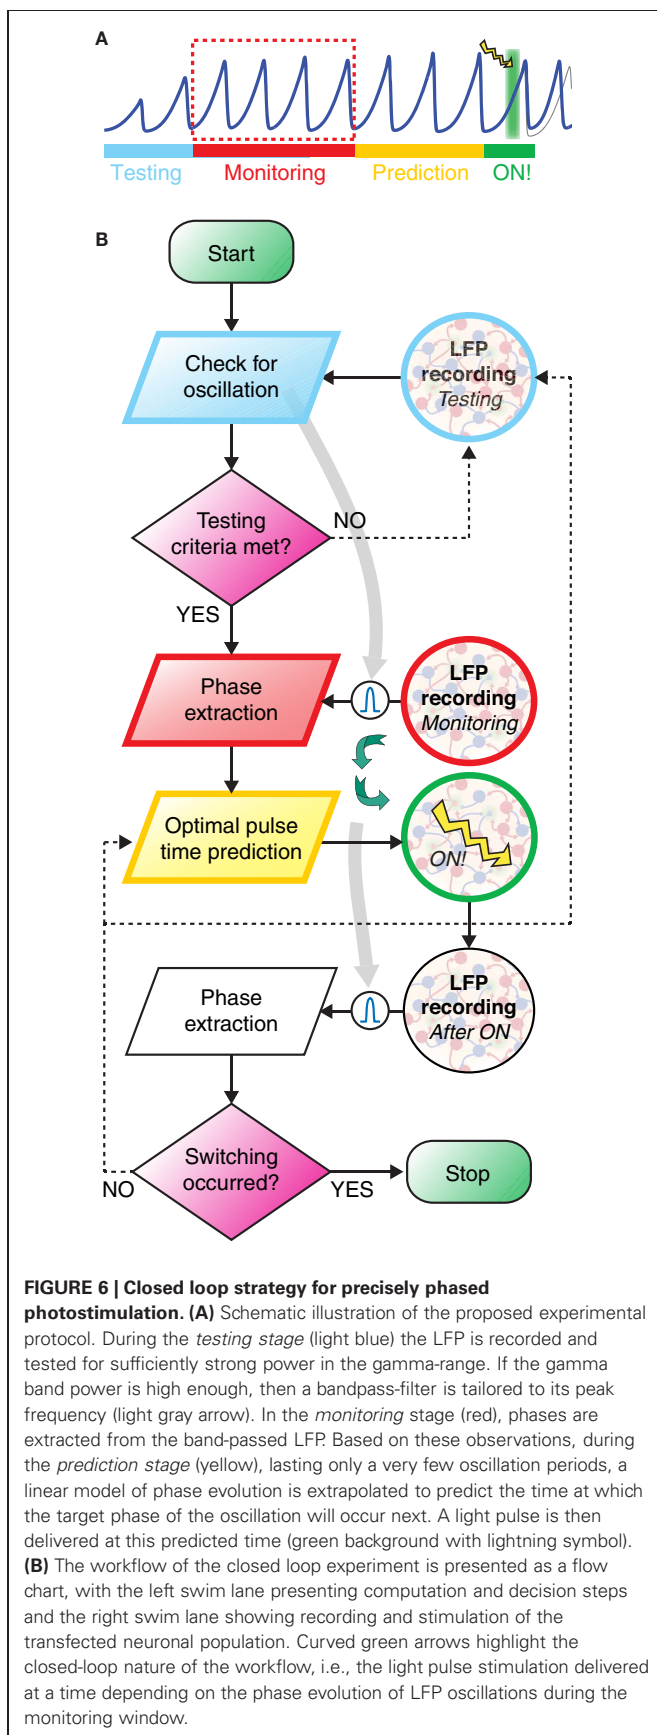 A
Testing Monitoring Prediction ON!
B
Start
Check for
oscillation
LFP
recording
Testing
Testing
criteria met?
NO
YES
Phase
extraction
LFP
recording
Monitoring
Optimal pulse
time prediction
ON!
Phase
extraction
LFP
recording
After ON
Switching
occurred?
NO
YES
Stop
FIGURE 6 | Closed loop strategy for precisely phased
photostimulation. (A) Schematic illustration of the proposed experimental
protocol. During the testing stage (light blue) the LFP is recorded and
tested for sufficiently strong power in the gamma-range. If the gamma
band power is high enough, then a bandpass-filter is tailored to its peak
frequency (light gray arrow). In the monitoring stage (red), phases are
extracted from the band-passed LFP. Based on these observations, during
the prediction stage (yellow), lasting only a very few oscillation periods, a
linear model of phase evolution is extrapolated to predict the time at which
the target phase of the oscillation will occur next. A light pulse is then
delivered at this predicted time (green background with lightning symbol).
(B) The workflow of the closed loop experiment is presented as a flow
chart, with the left swim lane presenting computation and decision steps
and the right swim lane showing recording and stimulation of the
transfected neuronal population. Curved green arrows highlight the
closed-loop nature of the workflow, i.e., the light pulse stimulation delivered
at a time depending on the phase evolution of LFP oscillations during the
monitoring window.